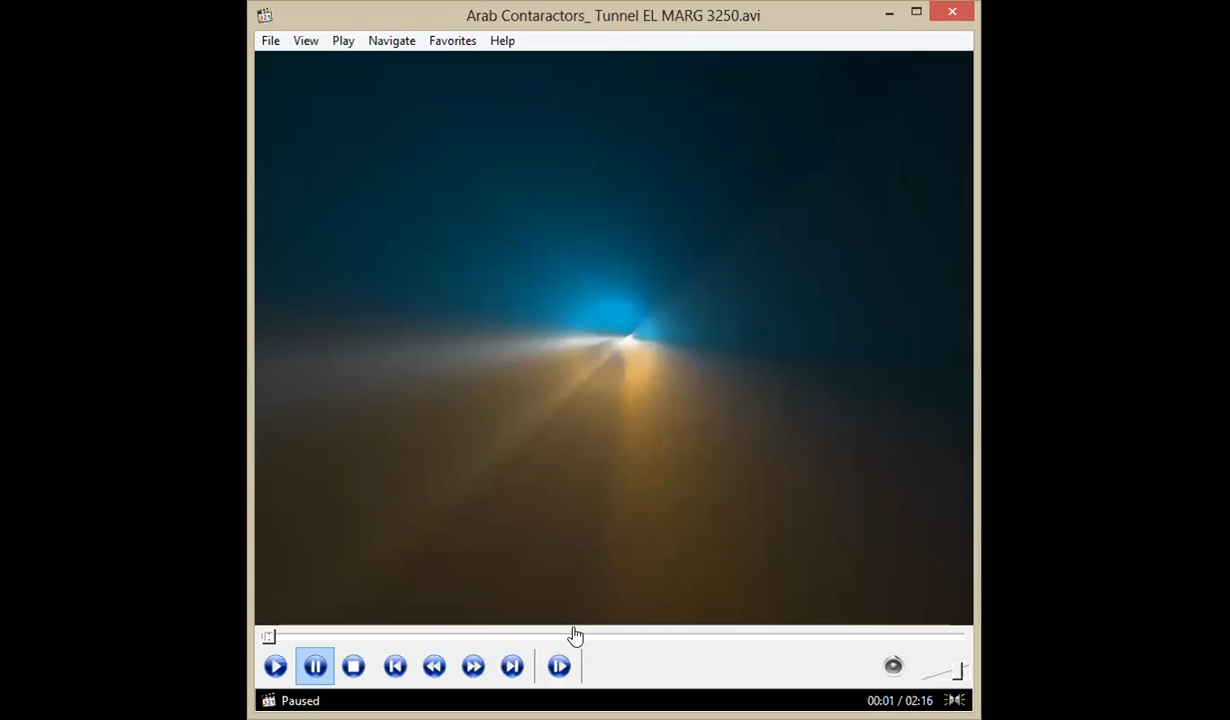 Arab Contaractors_ Tunnel EL MARG 3250.avi
File View Play Navigate Favorites Help
Paused
00:01 / 02:16